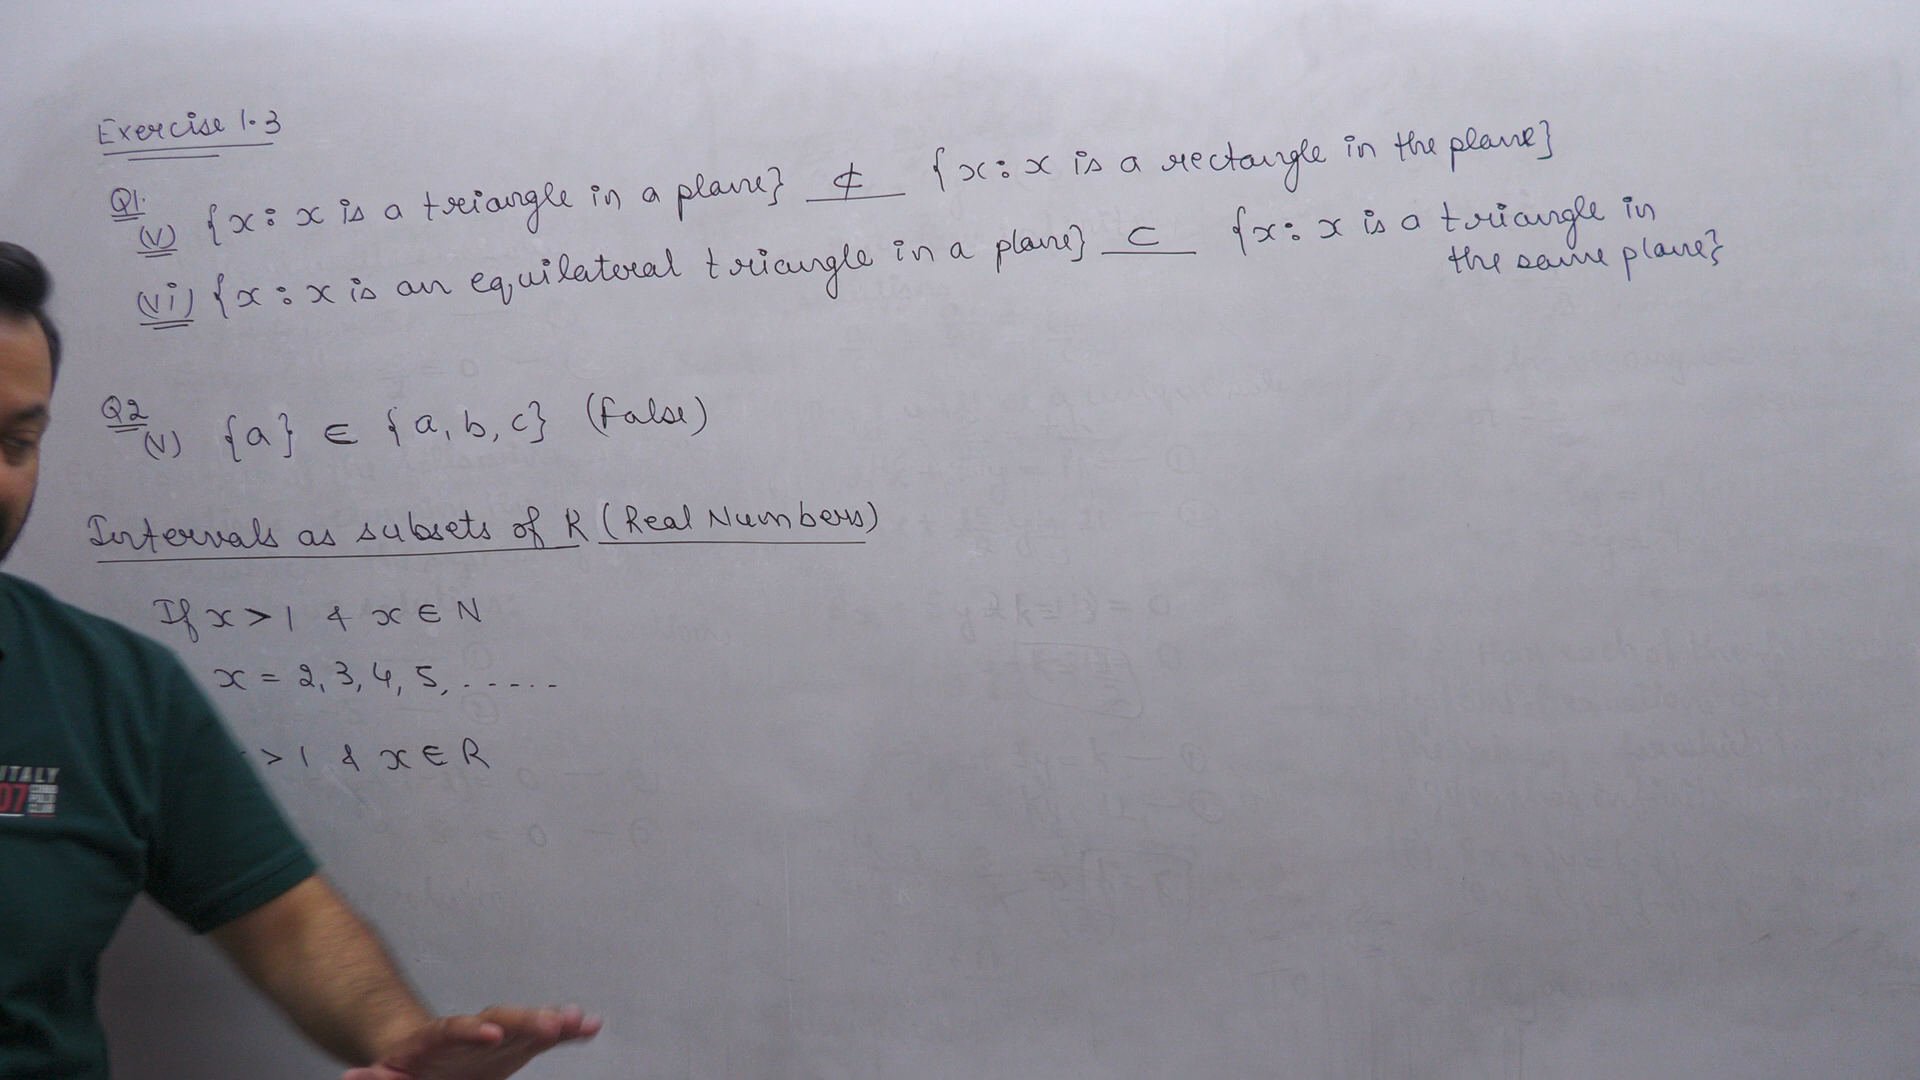 Exercise 1.3
Q1. (v) {x : x is a triangle in a plane} ⊄ {x : x is a rectangle in the plane}
(vi) {x : x is an equilateral triangle in a plane} ⊂ {x : x is a triangle in
the same plane}
Q2 (v) {a} ∈ {a, b, c} (False)
Intervals as subsets of R (Real Numbers)
If x > 1 & x ∈ N
x = 2, 3, 4, 5, .....
> 1 & x ∈ R
ITALY
07